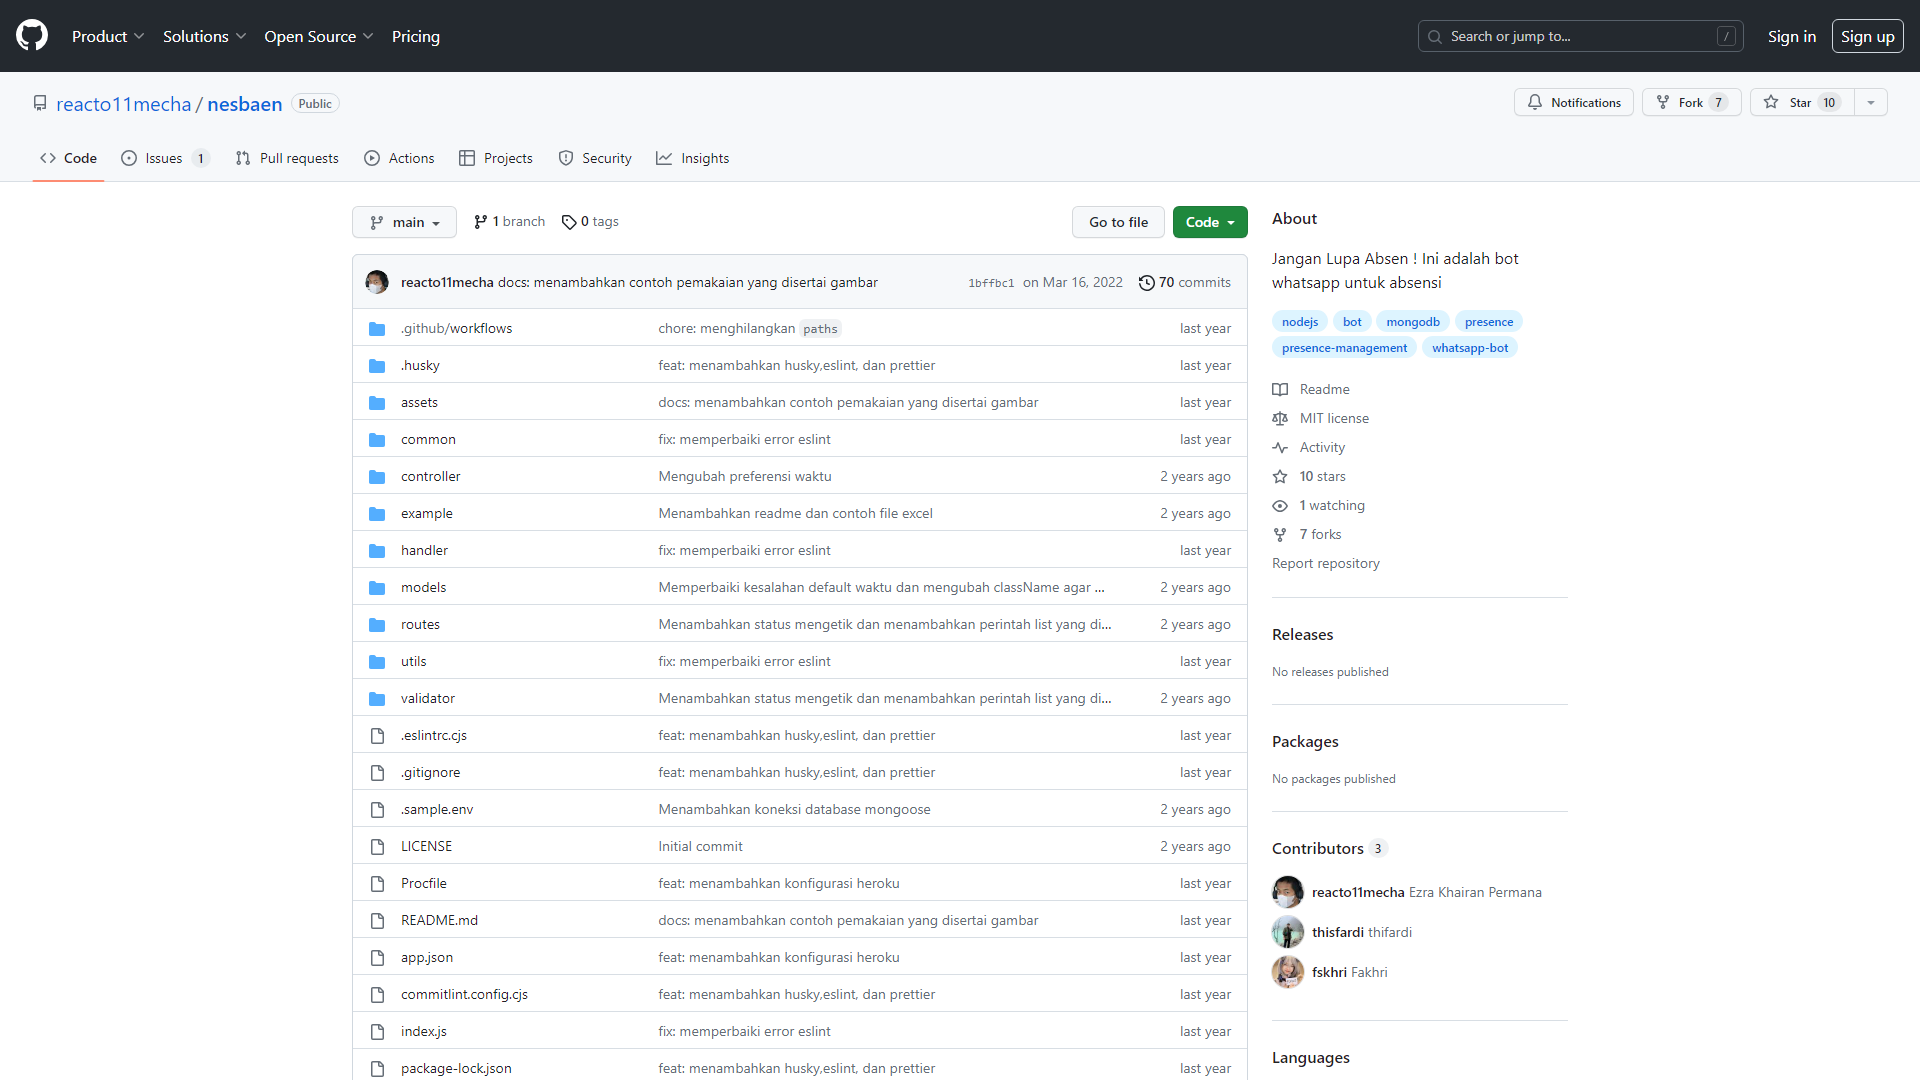 Product Solutions Open Source Pricing Search or jump to... / Sign in Sign up
reacto11mecha / nesbaen Public Notifications Fork 7 Star 10
Code Issues 1 Pull requests Actions Projects Security Insights
main 1 branch 0 tags Go to file Code
reacto11mecha docs: menambahkan contoh pemakaian yang disertai gambar 1bffbc1 on Mar 16, 2022 70 commits
.github/workflows chore: menghilangkan paths last year
.husky feat: menambahkan husky,eslint, dan prettier last year
assets docs: menambahkan contoh pemakaian yang disertai gambar last year
common fix: memperbaiki error eslint last year
controller Mengubah preferensi waktu 2 years ago
example Menambahkan readme dan contoh file excel 2 years ago
handler fix: memperbaiki error eslint last year
models Memperbaiki kesalahan default waktu dan mengubah className agar ... 2 years ago
routes Menambahkan status mengetik dan menambahkan perintah list yang di... 2 years ago
utils fix: memperbaiki error eslint last year
validator Menambahkan status mengetik dan menambahkan perintah list yang di... 2 years ago
.eslintrc.cjs feat: menambahkan husky,eslint, dan prettier last year
.gitignore feat: menambahkan husky,eslint, dan prettier last year
.sample.env Menambahkan koneksi database mongoose 2 years ago
LICENSE Initial commit 2 years ago
Procfile feat: menambahkan konfigurasi heroku last year
README.md docs: menambahkan contoh pemakaian yang disertai gambar last year
app.json feat: menambahkan konfigurasi heroku last year
commitlint.config.cjs feat: menambahkan husky,eslint, dan prettier last year
index.js fix: memperbaiki error eslint last year
package-lock.json feat: menambahkan husky,eslint, dan prettier last year
About
Jangan Lupa Absen ! Ini adalah bot
whatsapp untuk absensi
nodejs bot mongodb presence
presence-management whatsapp-bot
Readme
MIT license
Activity
10 stars
1 watching
7 forks
Report repository
Releases
No releases published
Packages
No packages published
Contributors 3
reacto11mecha Ezra Khairan Permana
thisfardi thifardi
fskhri Fakhri
Languages